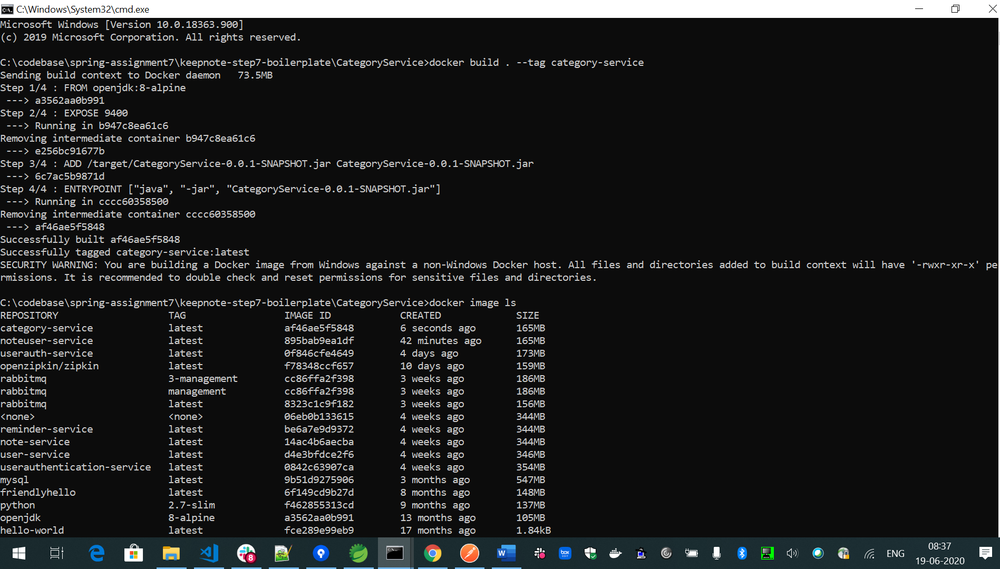 C:\Windows\System32\cmd.exe
Microsoft Windows [Version 10.0.18363.900]
(c) 2019 Microsoft Corporation. All rights reserved.
C:\codebase\spring-assignment7\keepnote-step7-boilerplate\CategoryService>docker build . --tag category-service
Sending build context to Docker daemon   73.5MB
Step 1/4 : FROM openjdk:8-alpine
 ---> a3562aa0b991
Step 2/4 : EXPOSE 9400
 ---> Running in b947c8ea61c6
Removing intermediate container b947c8ea61c6
 ---> e256bc91677b
Step 3/4 : ADD /target/CategoryService-0.0.1-SNAPSHOT.jar CategoryService-0.0.1-SNAPSHOT.jar
 ---> 6c7ac5b9871d
Step 4/4 : ENTRYPOINT ["java", "-jar", "CategoryService-0.0.1-SNAPSHOT.jar"]
 ---> Running in cccc60358500
Removing intermediate container cccc60358500
 ---> af46ae5f5848
Successfully built af46ae5f5848
Successfully tagged category-service:latest
SECURITY WARNING: You are building a Docker image from Windows against a non-Windows Docker host. All files and directories added to build context will have '-rwxr-xr-x' pe
rmissions. It is recommended to double check and reset permissions for sensitive files and directories.
C:\codebase\spring-assignment7\keepnote-step7-boilerplate\CategoryService>docker image ls
REPOSITORY                   TAG                 IMAGE ID            CREATED             SIZE
category-service             latest              af46ae5f5848        6 seconds ago       165MB
noteuser-service             latest              895bab9ea1df        42 minutes ago      165MB
userauth-service             latest              0f846cfe4649        4 days ago          173MB
openzipkin/zipkin            latest              f78348ccf657        10 days ago         159MB
rabbitmq                     3-management        cc86ffa2f398        3 weeks ago         186MB
rabbitmq                     management          cc86ffa2f398        3 weeks ago         186MB
rabbitmq                     latest              8323c1c9f182        3 weeks ago         156MB
<none>                       <none>              06eb0b133615        4 weeks ago         344MB
reminder-service             latest              be6a7e9d9372        4 weeks ago         344MB
note-service                 latest              14ac4b6aecba        4 weeks ago         344MB
user-service                 latest              d4e3bfdce2f6        4 weeks ago         346MB
userauthentication-service   latest              0842c63907ca        4 weeks ago         354MB
mysql                        latest              9b51d9275906        3 months ago        547MB
friendlyhello                latest              6f149cd9b27d        8 months ago        148MB
python                       2.7-slim            f462855313cd        9 months ago        137MB
openjdk                      8-alpine            a3562aa0b991        13 months ago       105MB
hello-world                  latest              fce289e99eb9        17 months ago       1.84kB
8
W
box
ENG
08:37
19-06-2020